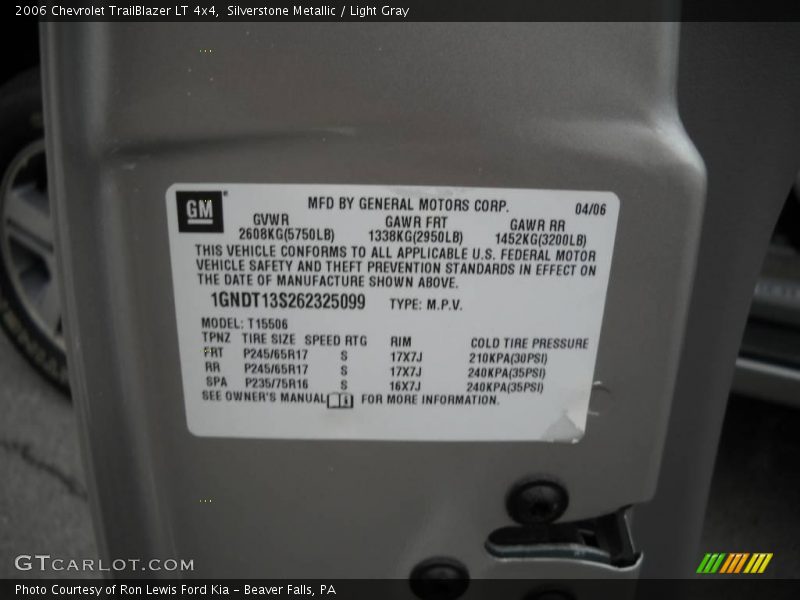 2006 Chevrolet TrailBlazer LT 4x4, Silverstone Metallic / Light Gray
GM
MFD BY GENERAL MOTORS CORP. 04/06
GVWR GAWR FRT GAWR RR
2608KG(5750LB) 1338KG(2950LB) 1452KG(3200LB)
THIS VEHICLE CONFORMS TO ALL APPLICABLE U.S. FEDERAL MOTOR
VEHICLE SAFETY AND THEFT PREVENTION STANDARDS IN EFFECT ON
THE DATE OF MANUFACTURE SHOWN ABOVE.
1GNDT13S262325099 TYPE: M.P.V.
MODEL: T15506
TPNZ TIRE SIZE SPEED RTG RIM COLD TIRE PRESSURE
FRT P245/65R17 S 17X7J 210KPA(30PSI)
RR P245/65R17 S 17X7J 240KPA(35PSI)
SPA P235/75R16 S 16X7J 240KPA(35PSI)
SEE OWNER'S MANUAL FOR MORE INFORMATION.
GTCARLOT.COM
Photo Courtesy of Ron Lewis Ford Kia - Beaver Falls, PA